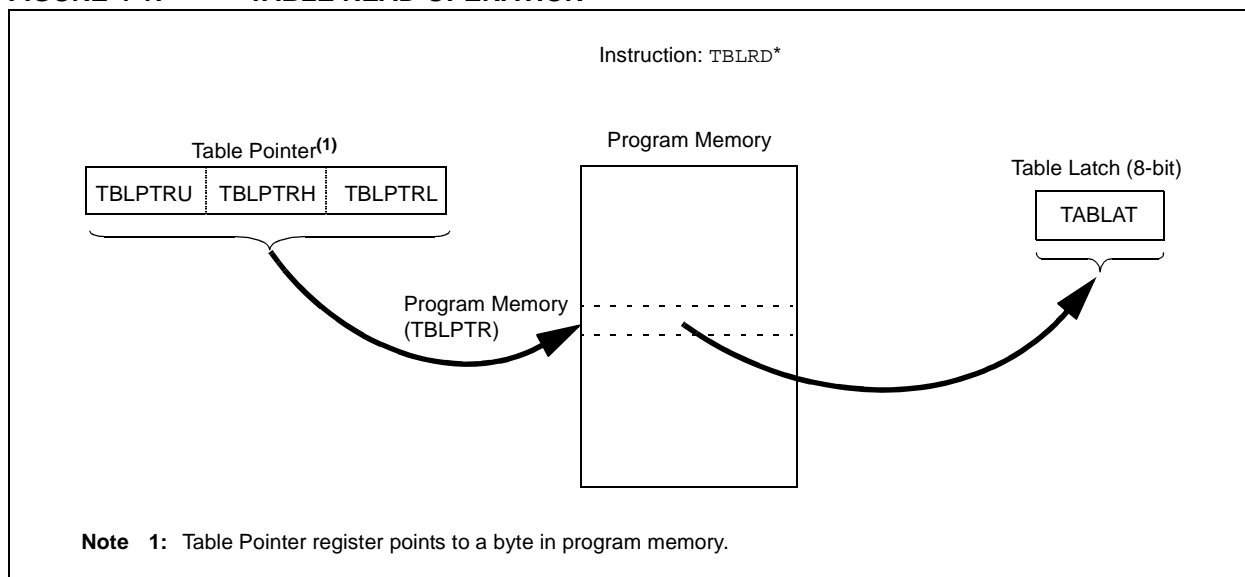 Instruction: TBLRD*
Table Pointer(1)
Program Memory
Table Latch (8-bit)
TBLPTRU TBLPTRH TBLPTRL
TABLAT
Program Memory
(TBLPTR)
Note 1: Table Pointer register points to a byte in program memory.